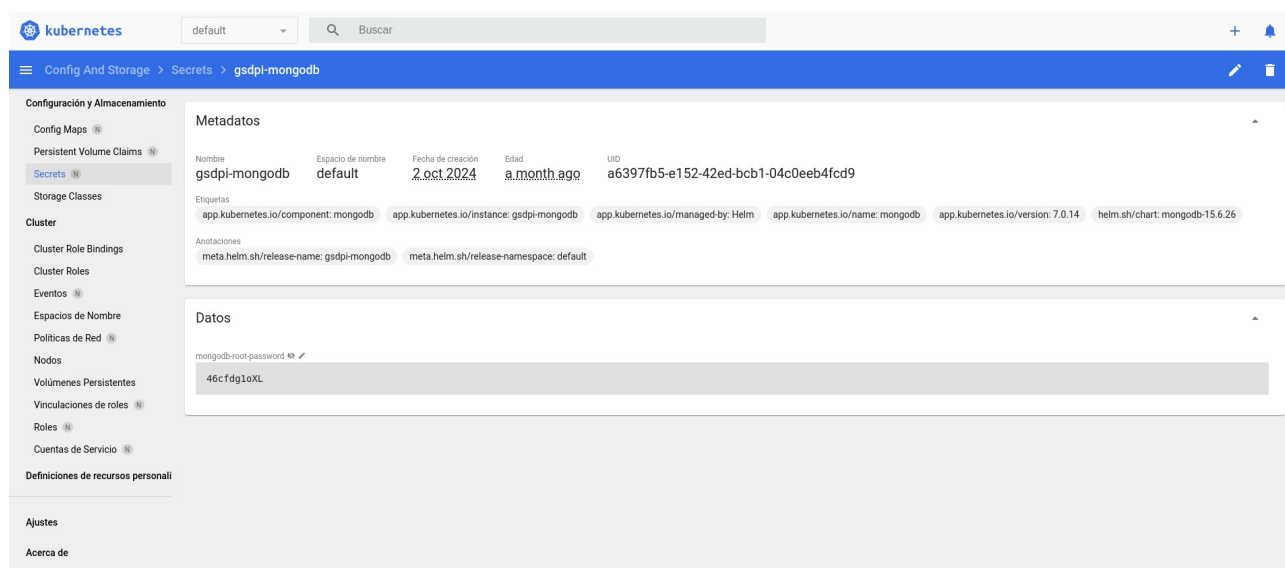 kubernetes default Buscar
Config And Storage > Secrets > gsdpi-mongodb
Configuración y Almacenamiento
Config Maps N
Persistent Volume Claims N
Secrets N
Storage Classes
Cluster
Cluster Role Bindings
Cluster Roles
Eventos N
Espacios de Nombre
Políticas de Red N
Nodos
Volúmenes Persistentes
Vinculaciones de roles N
Roles N
Cuentas de Servicio N
Definiciones de recursos personali
Ajustes
Acerca de
Metadatos
Nombre Espacio de nombre Fecha de creación Edad UID
gsdpi-mongodb default 2 oct 2024 a month ago a6397fb5-e152-42ed-bcb1-04c0eeb4fcd9
Etiquetas
app.kubernetes.io/component: mongodb app.kubernetes.io/instance: gsdpi-mongodb app.kubernetes.io/managed-by: Helm app.kubernetes.io/name: mongodb app.kubernetes.io/version: 7.0.14 helm.sh/chart: mongodb-15.6.26
Anotaciones
meta.helm.sh/release-name: gsdpi-mongodb meta.helm.sh/release-namespace: default
Datos
mongodb-root-password
46cfdg1oXL